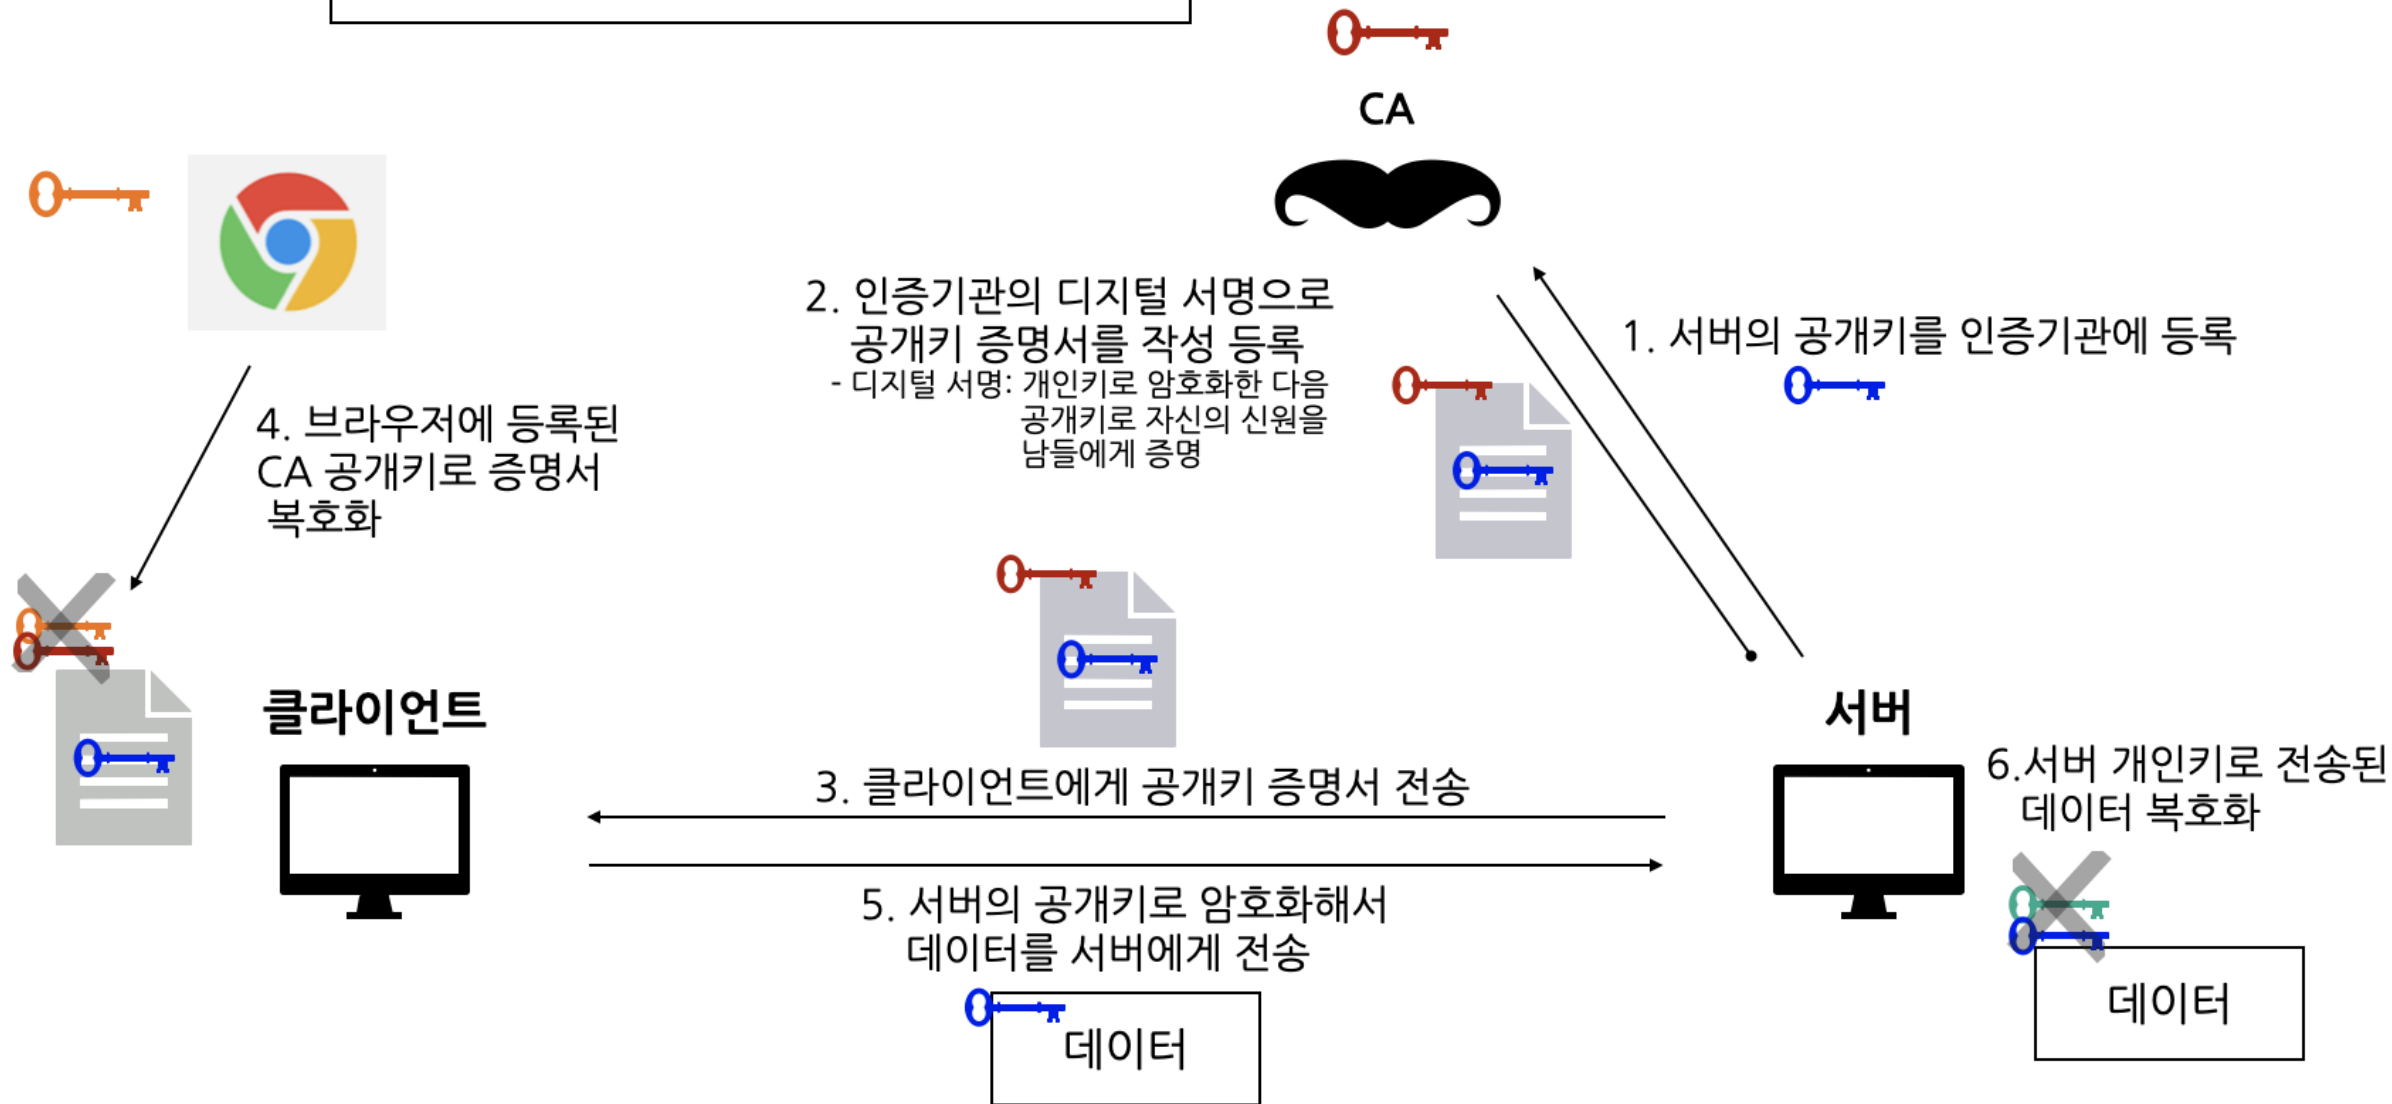 CA
2. 인증기관의 디지털 서명으로
공개키 증명서를 작성 등록
- 디지털 서명: 개인키로 암호화한 다음
공개키로 자신의 신원을
남들에게 증명
1. 서버의 공개키를 인증기관에 등록
4. 브라우저에 등록된
CA 공개키로 증명서
복호화
클라이언트
서버
3. 클라이언트에게 공개키 증명서 전송
6.서버 개인키로 전송된
데이터 복호화
5. 서버의 공개키로 암호화해서
데이터를 서버에게 전송
데이터
데이터